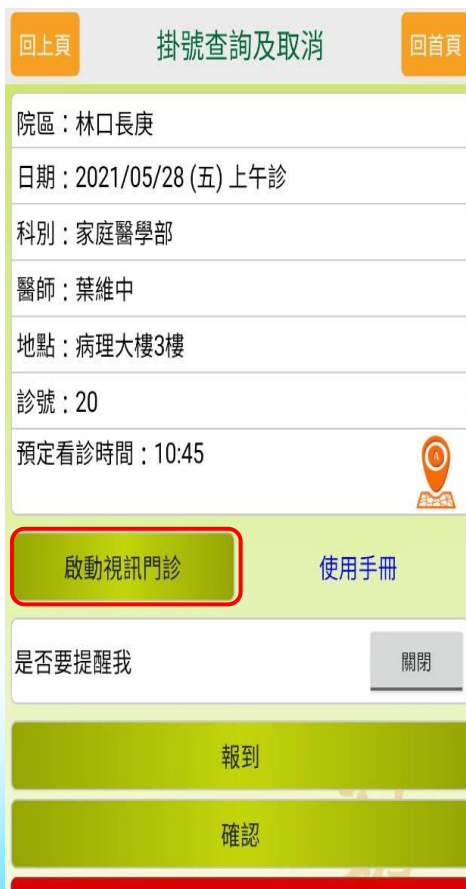 回上頁 掛號查詢及取消 回首頁
院區：林口長庚
日期：2021/05/28 (五) 上午診
科別：家庭醫學部
醫師：葉維中
地點：病理大樓3樓
診號：20
預定看診時間：10:45
A
啟動視訊門診 使用手冊
是否要提醒我 關閉
報到
確認